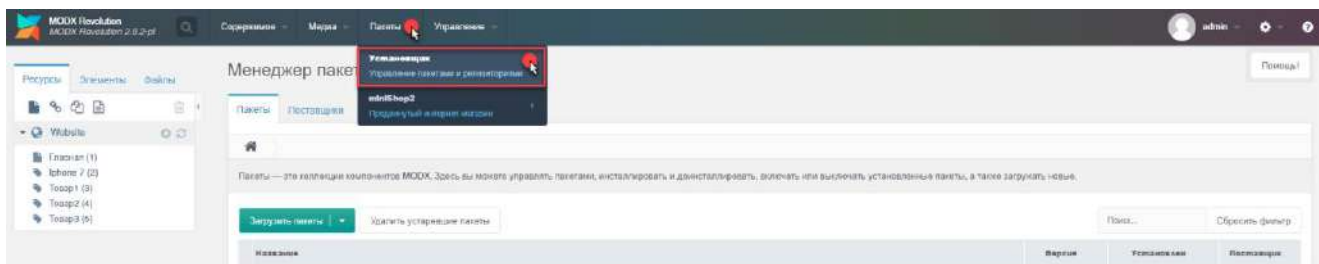 MODX Revolution
MODX Revolution 2.8.2-pl
Содержимое
Медиа
Пакеты
Управление
admin
Установщик
Управление пакетами и репозиториями
miniShop2
Продвинутый интернет магазин
Ресурсы
Элементы
Файлы
Менеджер пакет
Помощь!
Пакеты
Поставщики
Website
Главная (1)
Iphone 7 (2)
Товар1 (3)
Товар2 (4)
Товар3 (5)
Пакеты — это коллекции компонентов MODX. Здесь вы можете управлять пакетами, инсталлировать и деинсталлировать, включать или выключать установленные пакеты, а также загружать новые.
Загрузить пакеты
Удалить устаревшие пакеты
Поиск...
Сбросить фильтр
Название
Версия
Установлен
Поставщик